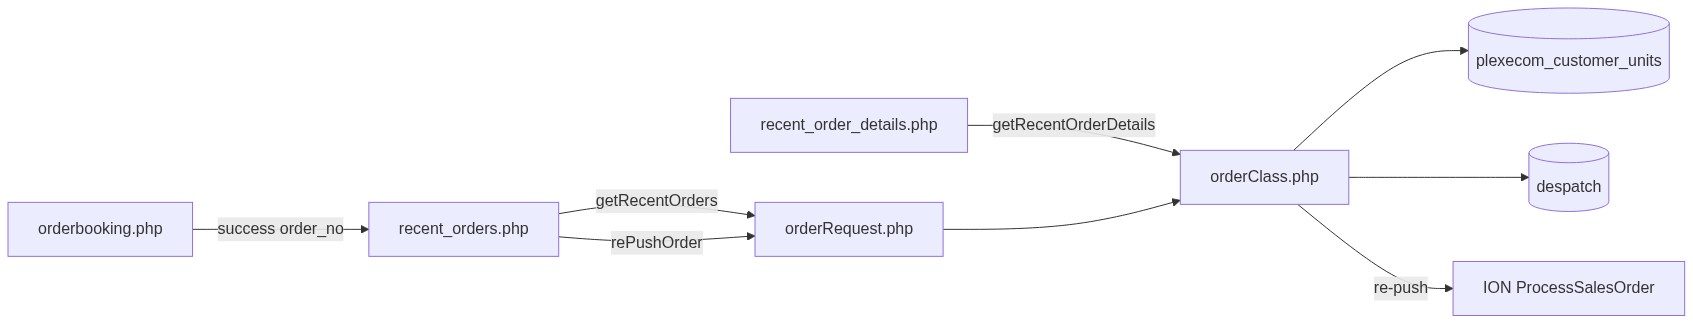 plexecom_customer_units
recent_order_details.php
getRecentOrderDetails
orderClass.php
despatch
orderbooking.php
success order_no
recent_orders.php
getRecentOrders
rePushOrder
orderRequest.php
re-push
ION ProcessSalesOrder